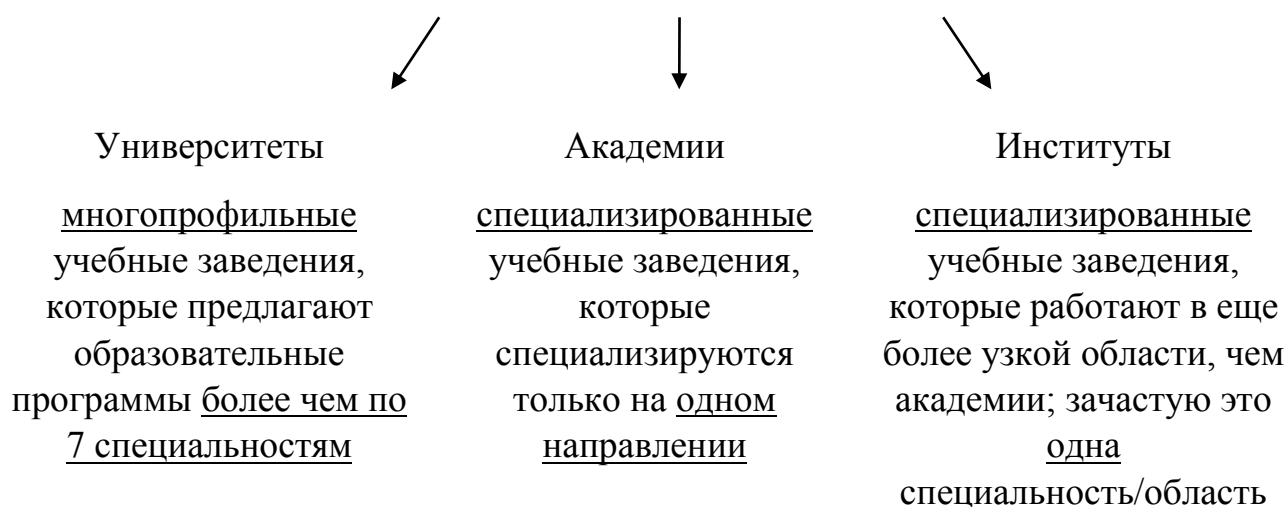 Университеты
многопрофильные
учебные заведения,
которые предлагают
образовательные
программы более чем по
7 специальностям
Академии
специализированные
учебные заведения,
которые
специализируются
только на одном
направлении
Институты
специализированные
учебные заведения,
которые работают в еще
более узкой области, чем
академии; зачастую это
одна
специальность/область